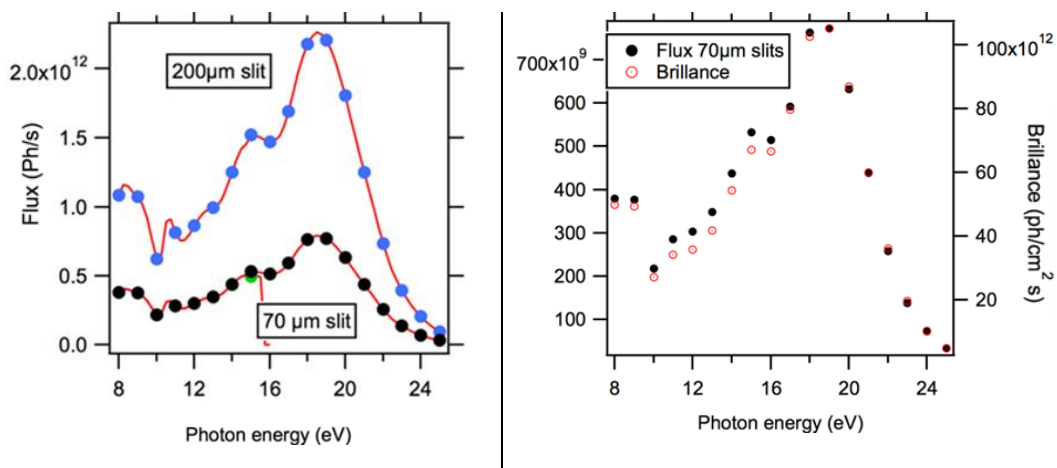 Flux (Ph/s)
2.0x10¹²
1.5
1.0
0.5
0.0
200µm slit
70 µm slit
8 12 16 20 24
Photon energy (eV)
700x10⁹
600
500
400
300
200
100
Flux 70µm slits
Brillance
100x10¹²
80
60
40
20
Brillance (ph/cm² s)
8 12 16 20 24
Photon energy (eV)